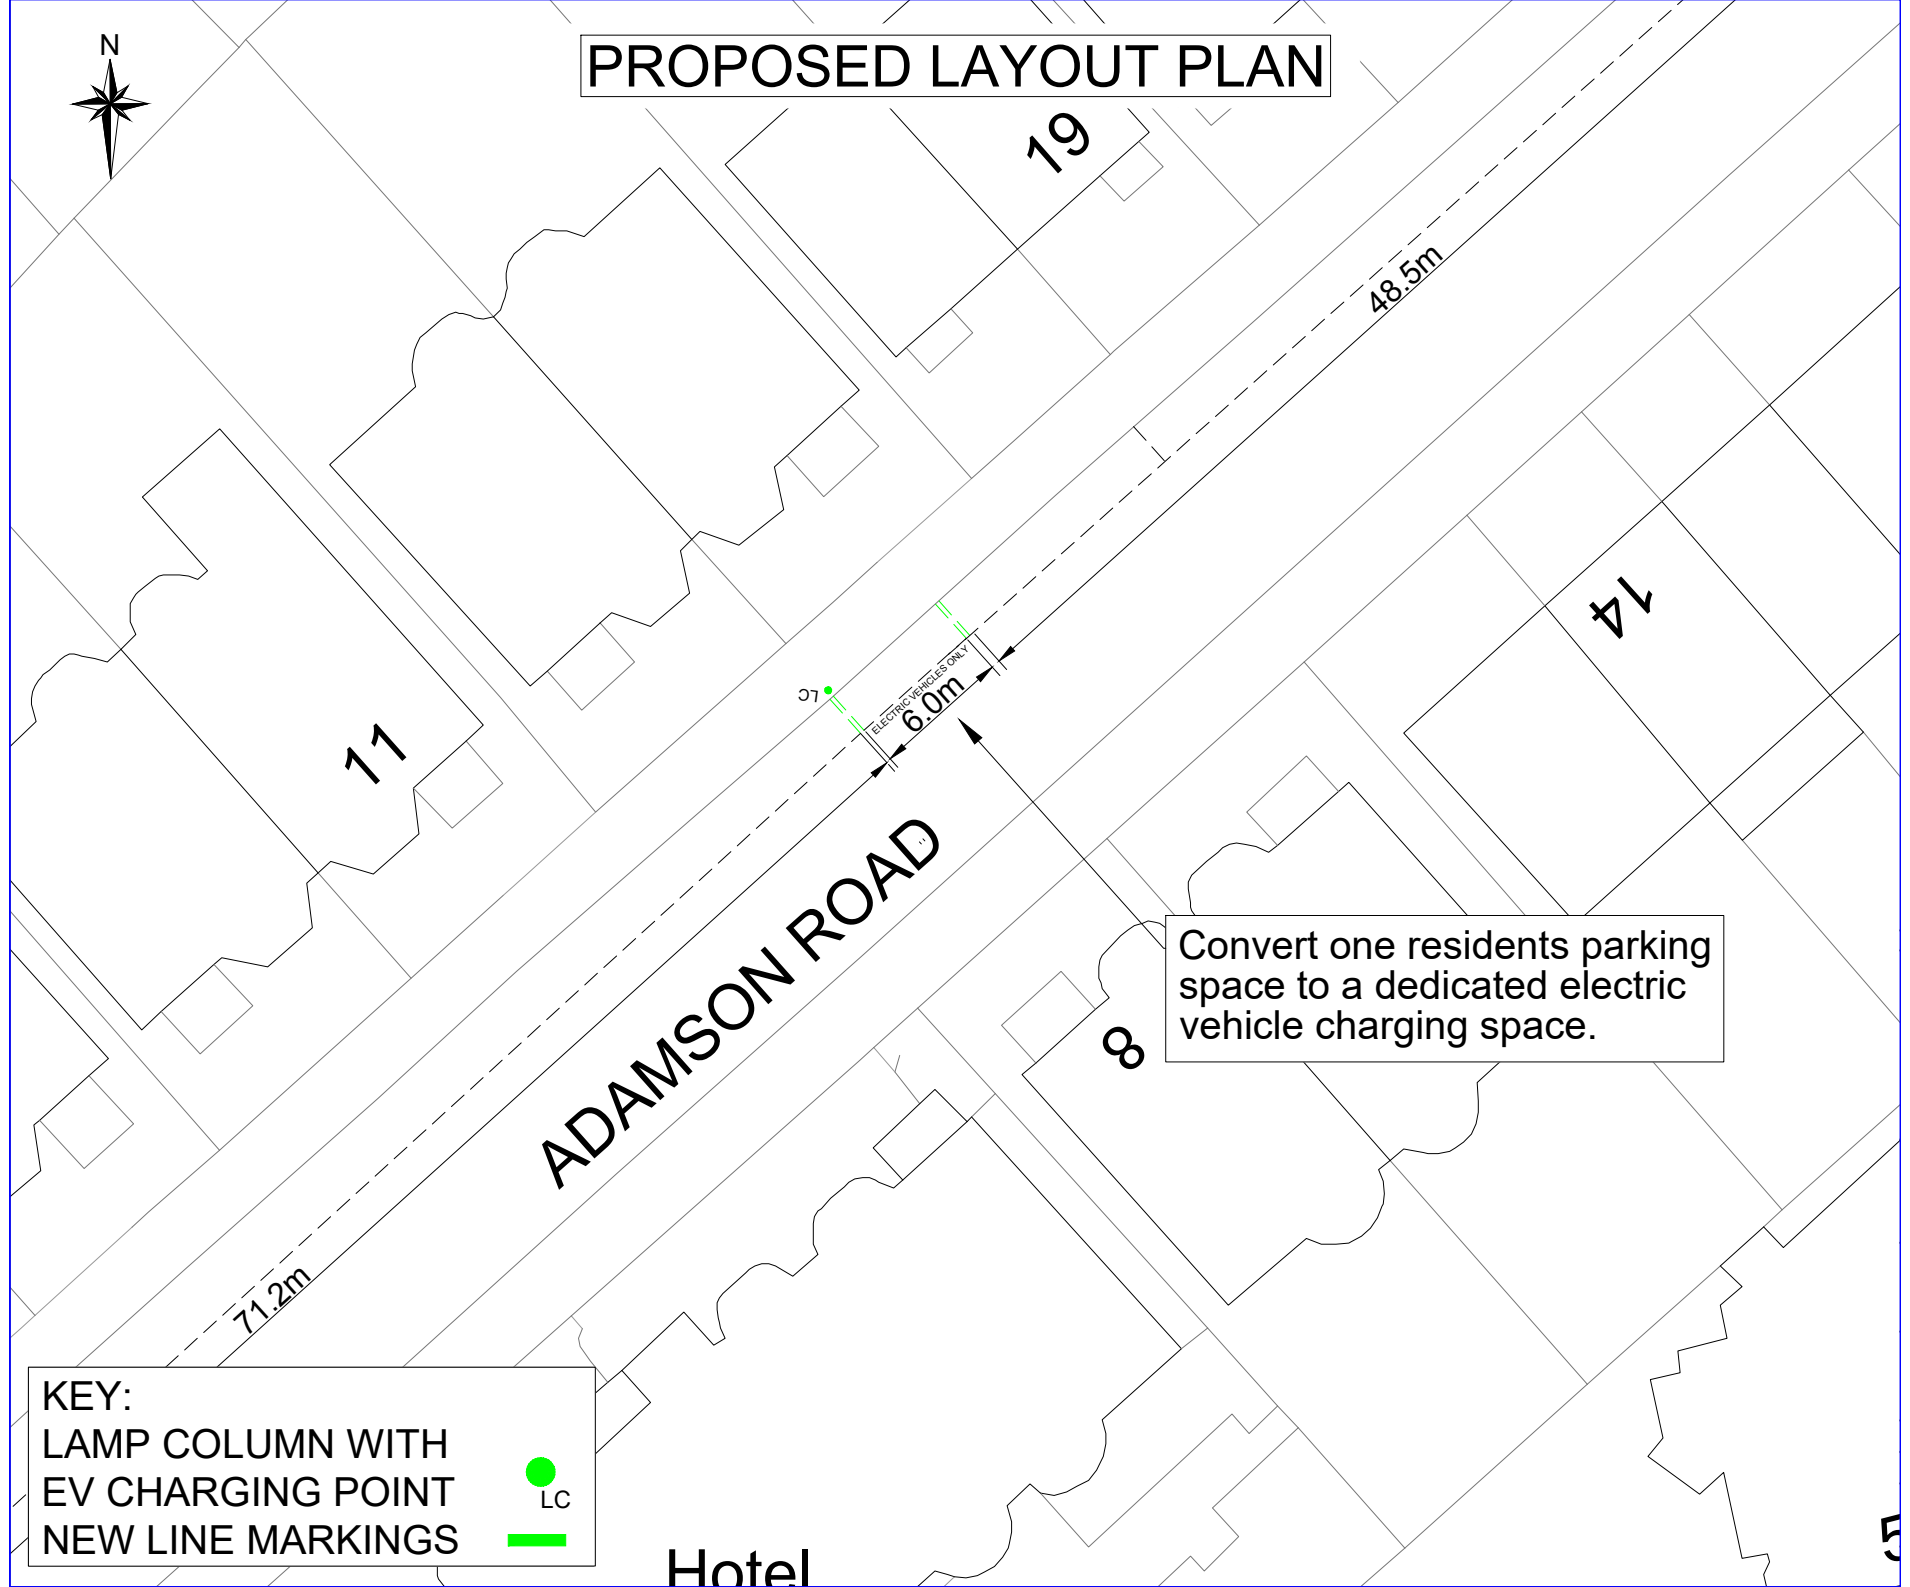 N
PROPOSED LAYOUT PLAN
19
48.5m
14
LC
ELECTRIC VEHICLES ONLY
6.0m
11
ADAMSON ROAD
Convert one residents parking
space to a dedicated electric
vehicle charging space.
8
71.2m
KEY:
LAMP COLUMN WITH
EV CHARGING POINT
LC
NEW LINE MARKINGS
Hotel
5